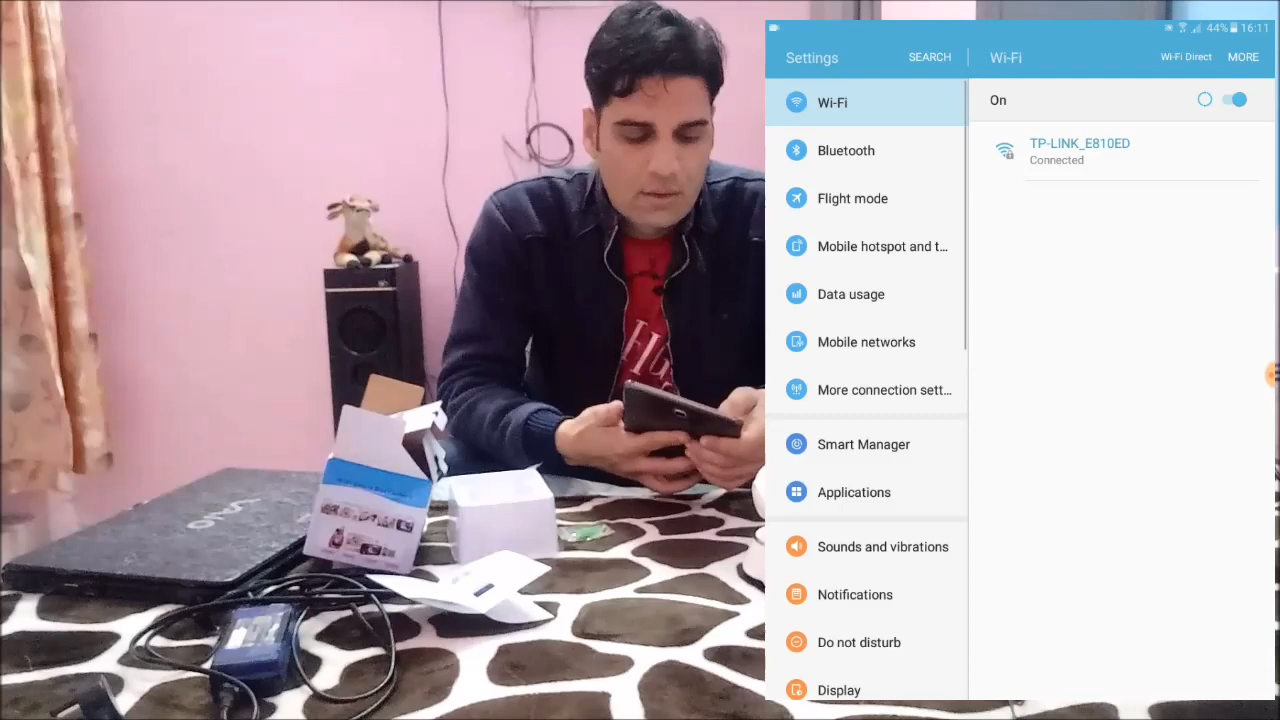 44% 16:11
Settings SEARCH Wi-Fi Wi-Fi Direct MORE
Wi-Fi
On
TP-LINK_E810ED
Connected
Bluetooth
Flight mode
Mobile hotspot and t...
Data usage
Mobile networks
More connection sett...
Smart Manager
Applications
Sounds and vibrations
Notifications
Do not disturb
Display
VAIO